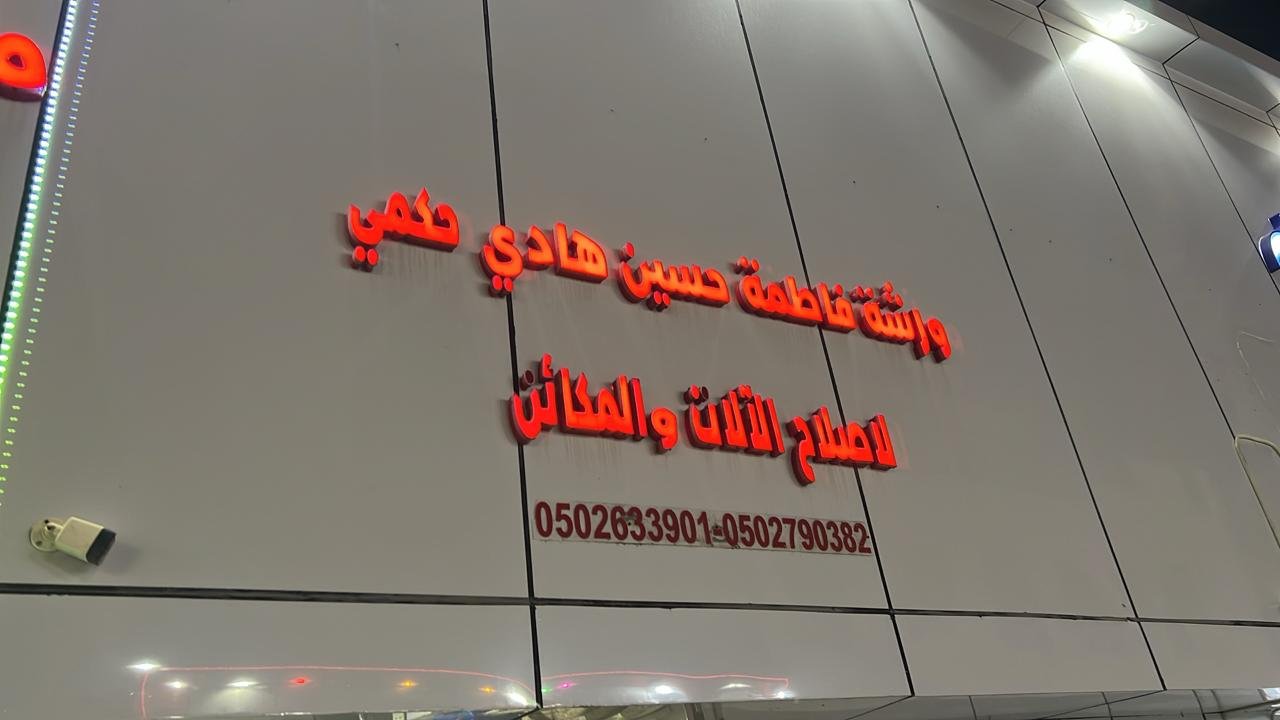 ورشة فاطمة حسين هادي حكمي
لاصلاح الآلات والمكائن
0502633901-0502790382